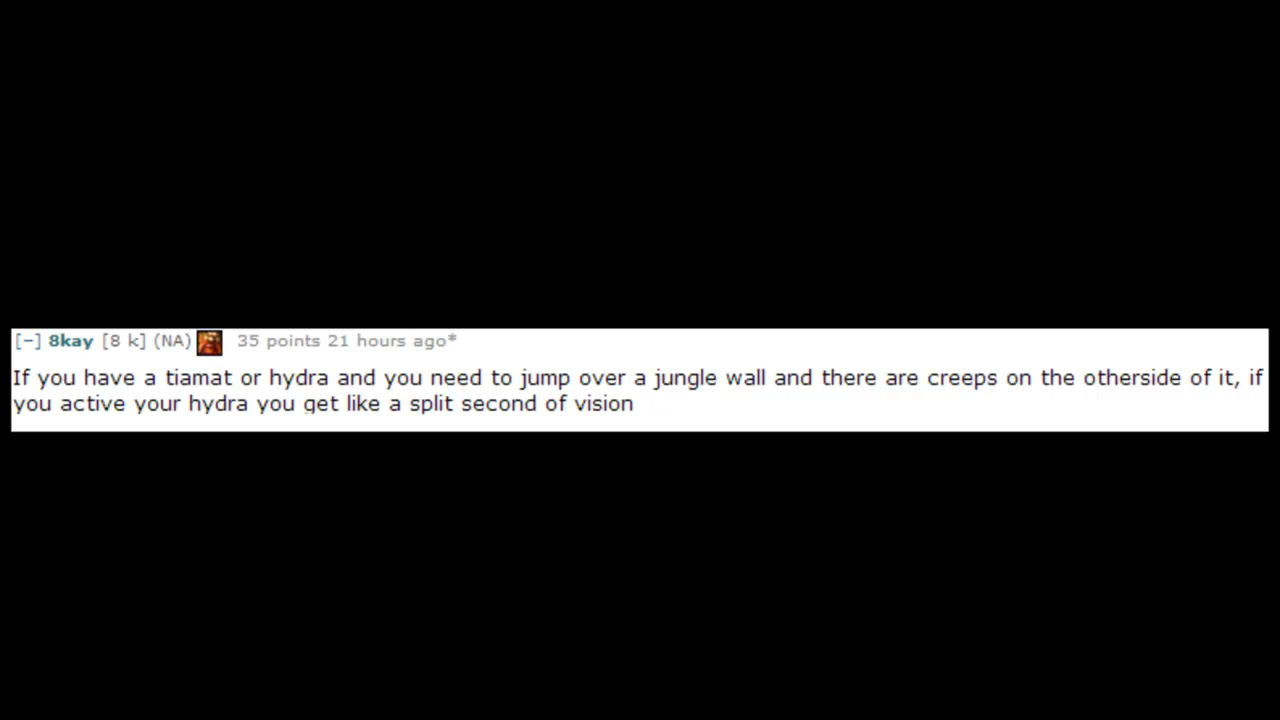 [−] 8kay [8 k] (NA) 35 points 21 hours ago*
If you have a tiamat or hydra and you need to jump over a jungle wall and there are creeps on the otherside of it, if
you active your hydra you get like a split second of vision